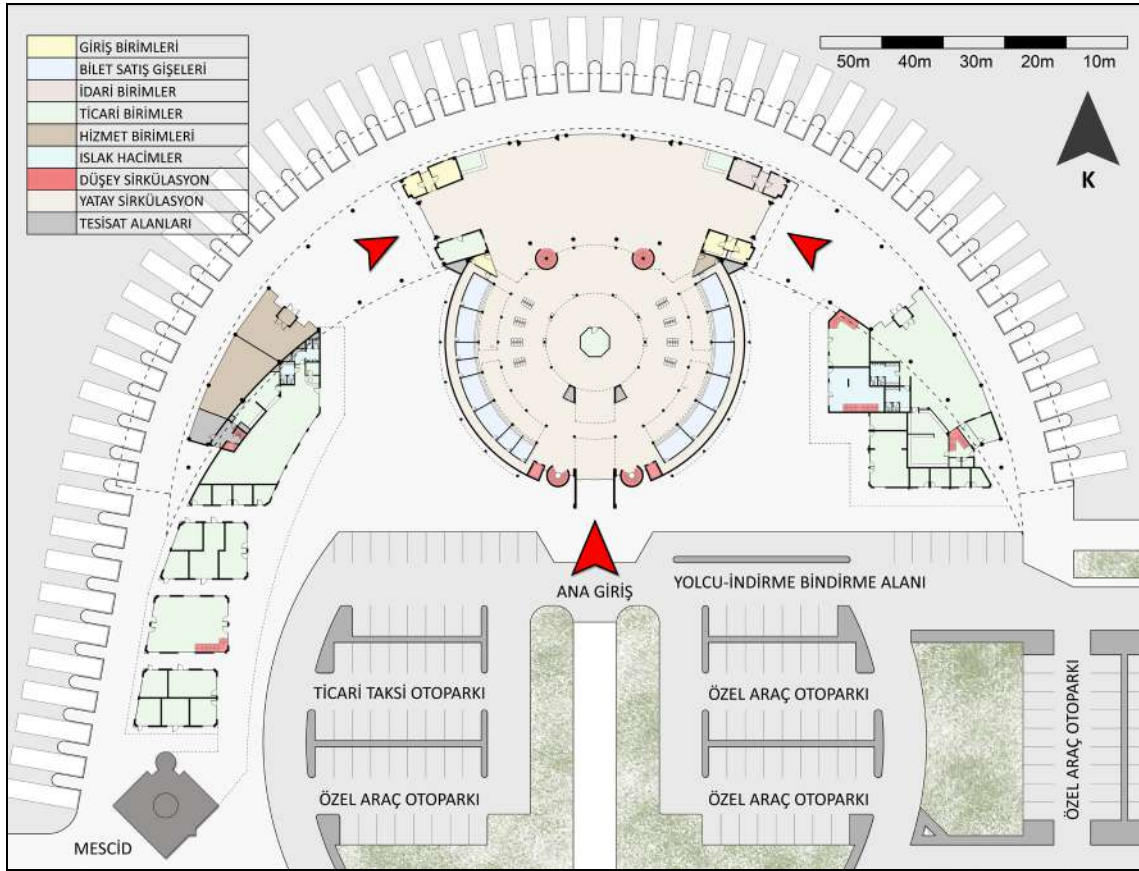 GİRİŞ BİRİMLERİ
BİLET SATIŞ GİŞELERİ
İDARİ BİRİMLER
TİCARİ BİRİMLER
HİZMET BİRİMLERİ
ISLAK HACİMLER
DÜŞEY SİRKÜLASYON
YATAY SİRKÜLASYON
TESİSAT ALANLARI
50m 40m 30m 20m 10m
K
ANA GİRİŞ
YOLCU-İNDİRME BİNDİRME ALANI
TİCARİ TAKSİ OTOPARKI
ÖZEL ARAÇ OTOPARKI
ÖZEL ARAÇ OTOPARKI
ÖZEL ARAÇ OTOPARKI
ÖZEL ARAÇ OTOPARKI
MESCİD